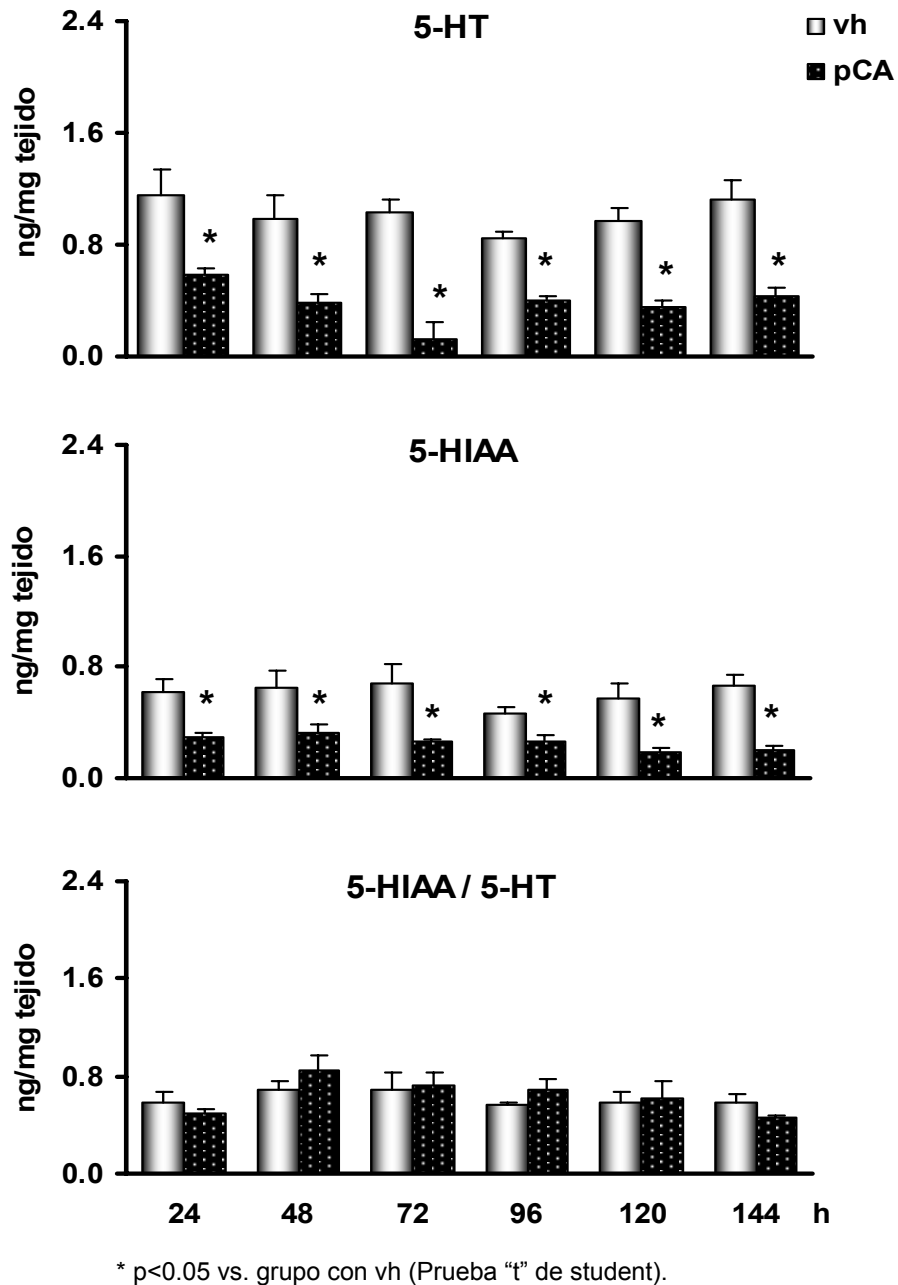 5-HT
vh
pCA
ng/mg tejido
2.4
1.6
0.8
0.0
*
*
*
*
*
*
5-HIAA
ng/mg tejido
2.4
1.6
0.8
0.0
*
*
*
*
*
*
5-HIAA / 5-HT
ng/mg tejido
2.4
1.6
0.8
0.0
24 48 72 96 120 144 h
* p<0.05 vs. grupo con vh (Prueba “t” de student).